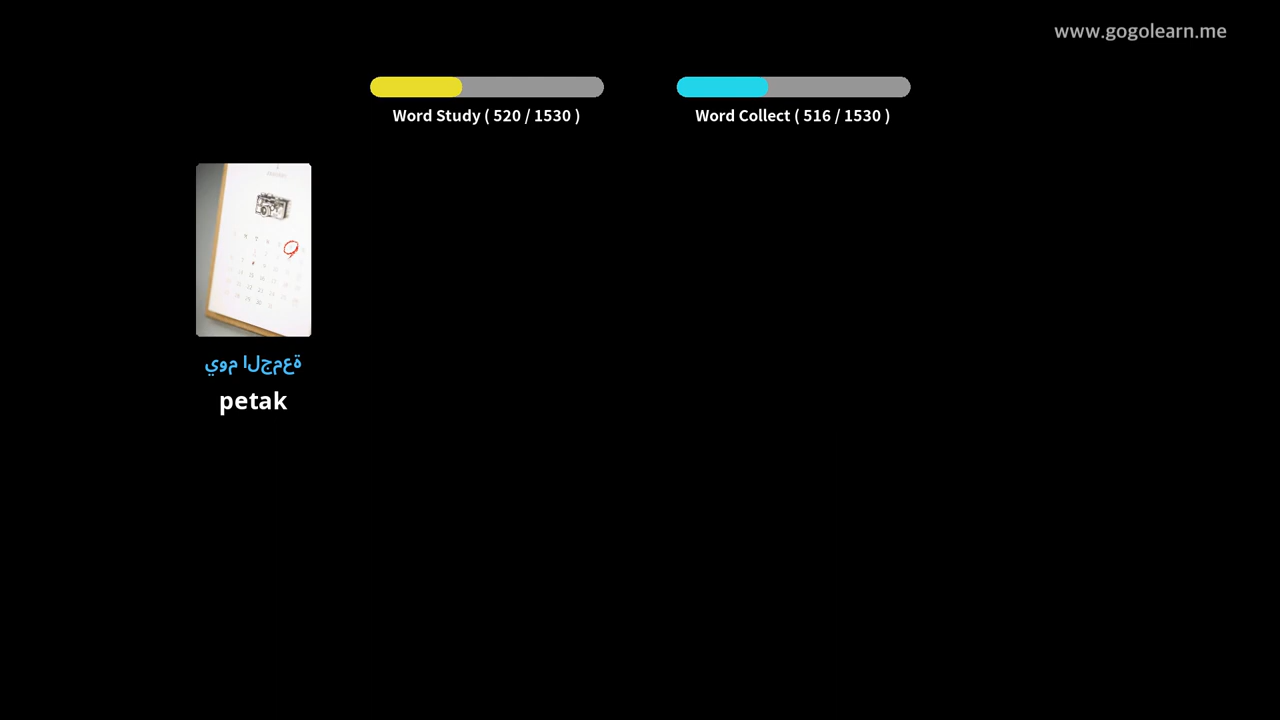 www.gogolearn.me
Word Study ( 520 / 1530 )
Word Collect ( 516 / 1530 )
يوم الجمعة
petak